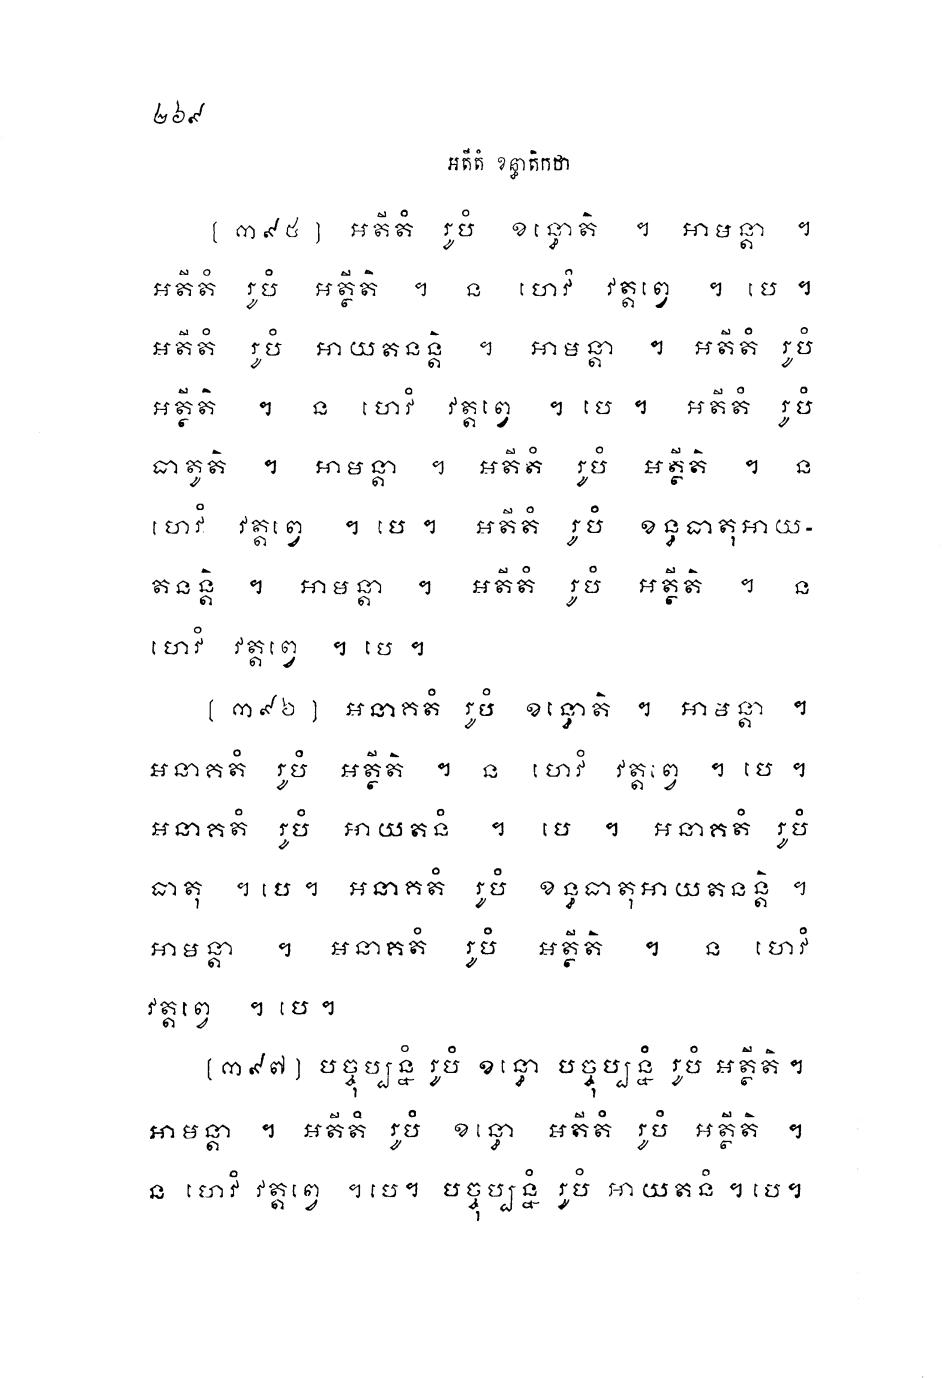 ២៦៩
អតីតំ ខន្ធាតិកថា
[ ៣៩៥ ] អតីតំ រូបំ ខន្ធោតិ ។ អាមន្តា ។
អតីតំ រូបំ អត្ថីតិ ។ ន ហេវំ វត្តព្វេ ។ បេ ។
អតីតំ រូបំ អាយតនន្តិ ។ អាមន្តា ។ អតីតំ រូបំ
អត្ថីតិ ។ ន ហេវំ វត្តព្វេ ។ បេ ។ អតីតំ រូបំ
ធាតូតិ ។ អាមន្តា ។ អតីតំ រូបំ អត្ថីតិ ។ ន
ហេវំ វត្តព្វេ ។ បេ ។ អតីតំ រូបំ ខន្ធធាតុអាយ-
តនន្តិ ។ អាមន្តា ។ អតីតំ រូបំ អត្ថីតិ ។ ន
ហេវំ វត្តព្វេ ។ បេ ។
[ ៣៩៦ ] អនាគតំ រូបំ ខន្ធោតិ ។ អាមន្តា ។
អនាគតំ រូបំ អត្ថីតិ ។ ន ហេវំ វត្តព្វេ ។ បេ ។
អនាគតំ រូបំ អាយតនំ ។ បេ ។ អនាគតំ រូបំ
ធាតុ ។ បេ ។ អនាគតំ រូបំ ខន្ធធាតុអាយតនន្តិ ។
អាមន្តា ។ អនាគតំ រូបំ អត្ថីតិ ។ ន ហេវំ
វត្តព្វេ ។ បេ ។
[ ៣៩៧ ] បច្ចុប្បន្នំ រូបំ ខន្ធោ បច្ចុប្បន្នំ រូបំ អត្ថីតិ ។
អាមន្តា ។ អតីតំ រូបំ ខន្ធោ អតីតំ រូបំ អត្ថីតិ ។
ន ហេវំ វត្តព្វេ ។ បេ ។ បច្ចុប្បន្នំ រូបំ អាយតនំ ។ បេ ។